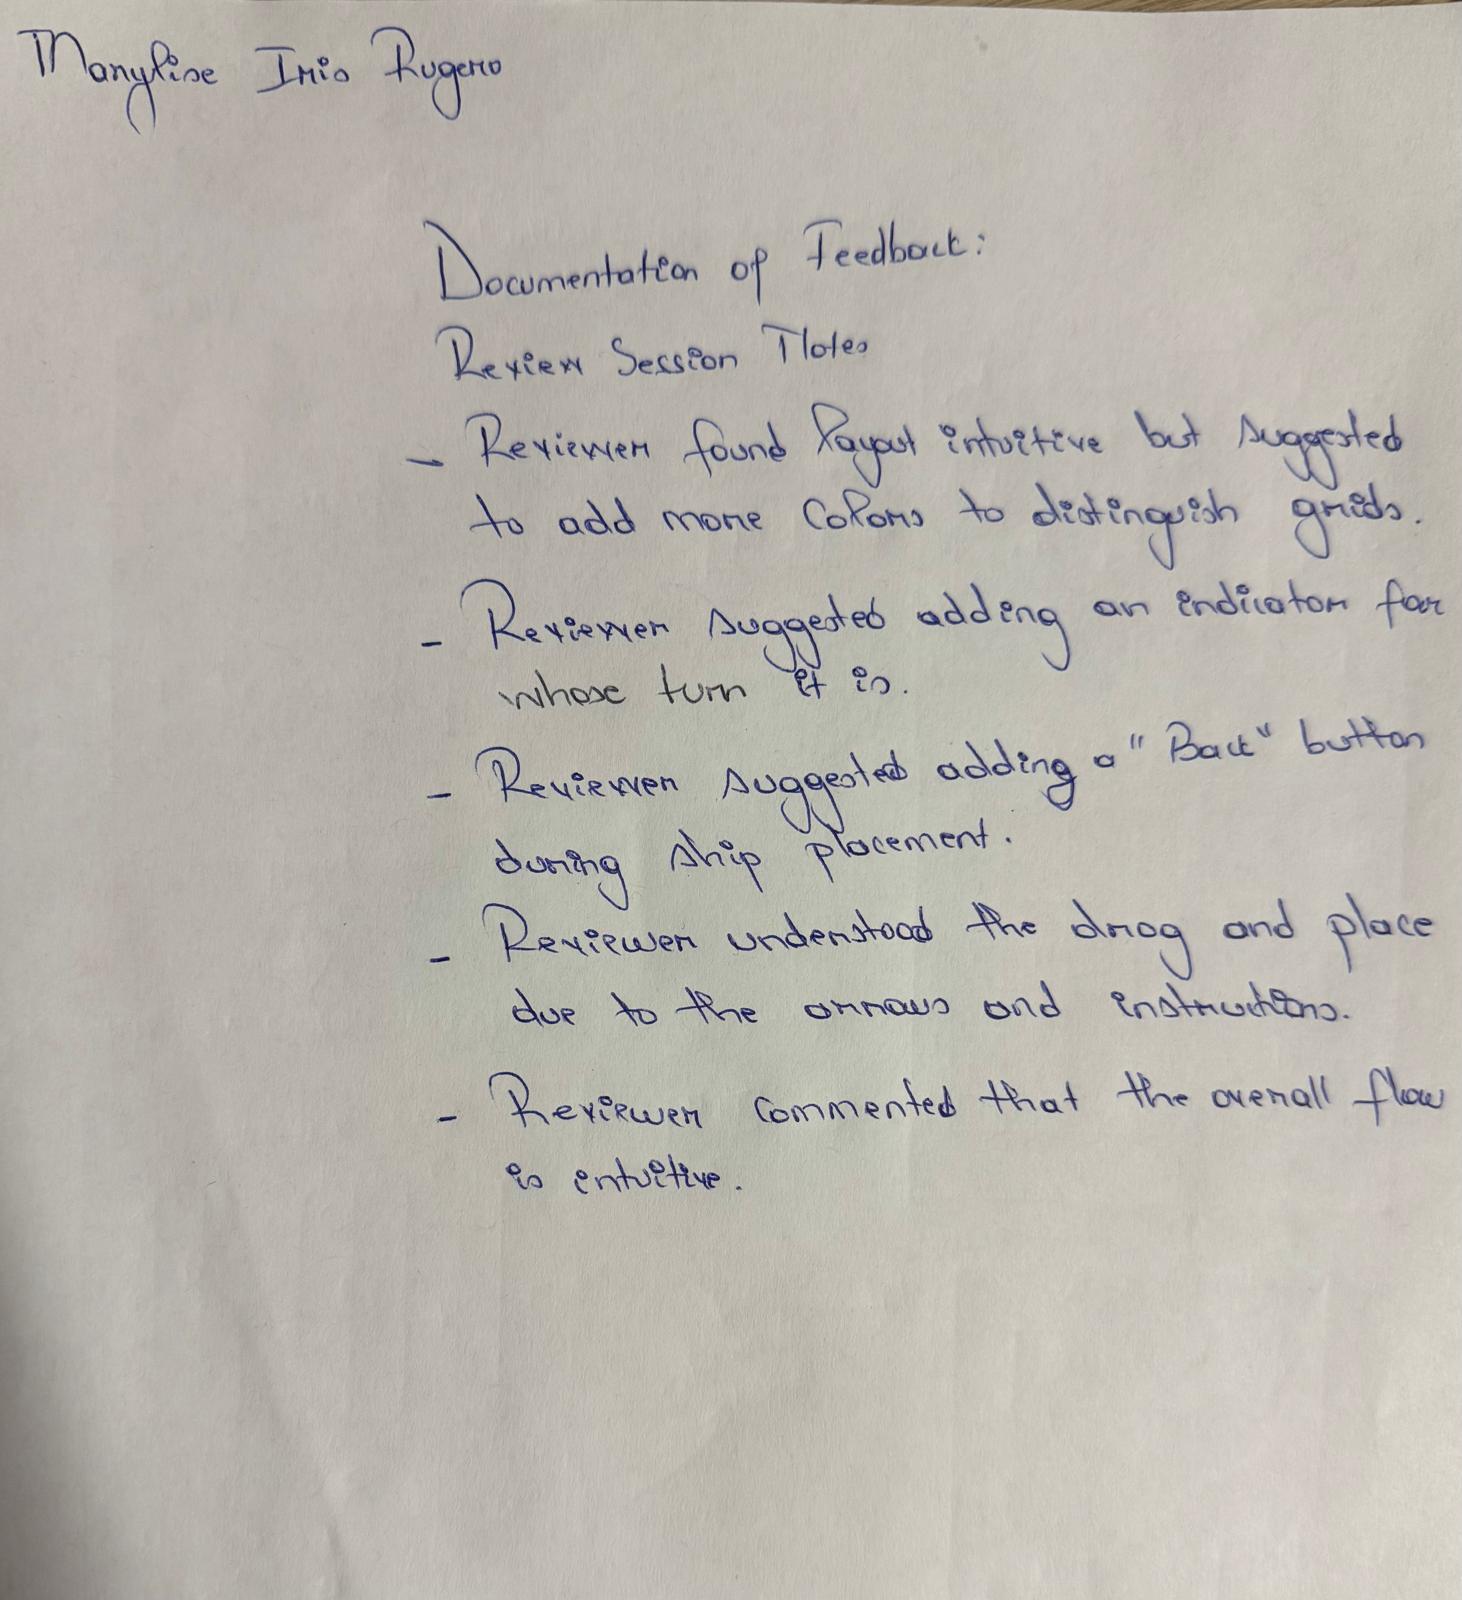 Marylise Iris Rugero
Documentation of Feedback:
Review Session Notes
- Reviewer found layout intuitive but suggested
to add more colors to distinguish grids.
- Reviewer suggested adding an indicator for
whose turn it is.
- Reviewer suggested adding a "Back" button
during ship placement.
- Reviewer understood the drag and place
due to the arrows and instructions.
- Reviewer commented that the overall flow
is intuitive.